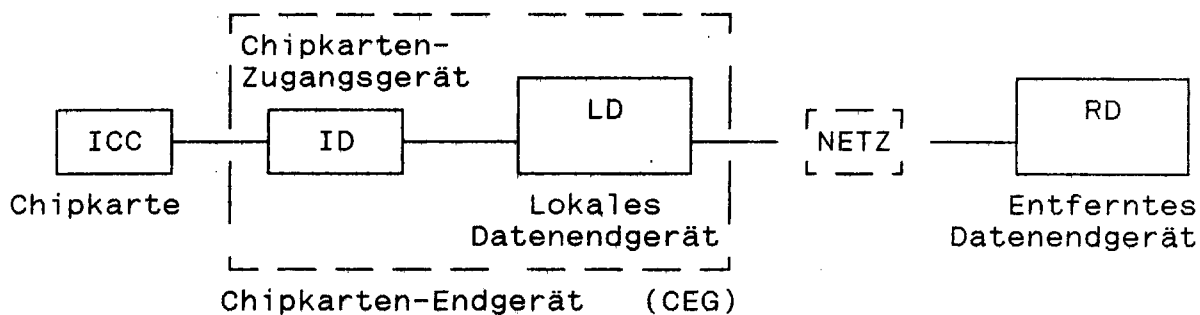 Chipkarten-
Zugangsgerät
ICC
ID
LD
NETZ
RD
Chipkarte
Lokales
Datenendgerät
Entferntes
Datenendgerät
Chipkarten-Endgerät (CEG)